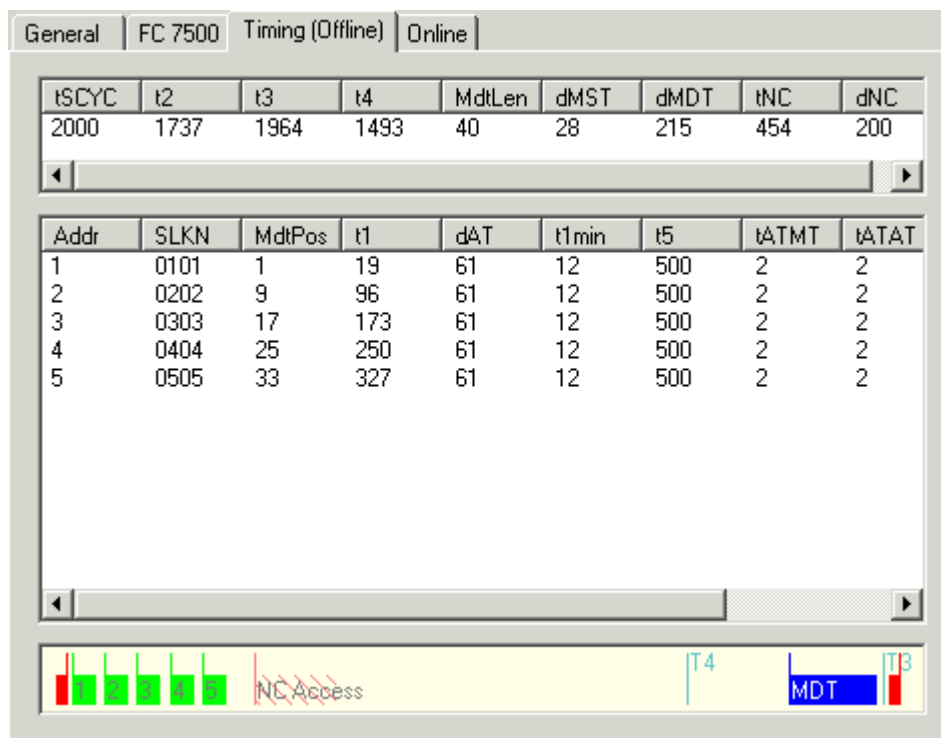 General FC 7500 Timing (Offline) Online
tSCYC t2 t3 t4 MdtLen dMST dMDT tNC dNC
2000 1737 1964 1493 40 28 215 454 200
Addr SLKN MdtPos t1 dAT t1min t5 tATMT tATAT
1 0101 1 19 61 12 500 2 2
2 0202 9 96 61 12 500 2 2
3 0303 17 173 61 12 500 2 2
4 0404 25 250 61 12 500 2 2
5 0505 33 327 61 12 500 2 2
1 2 3 4 5 NC Access T4 MDT T3